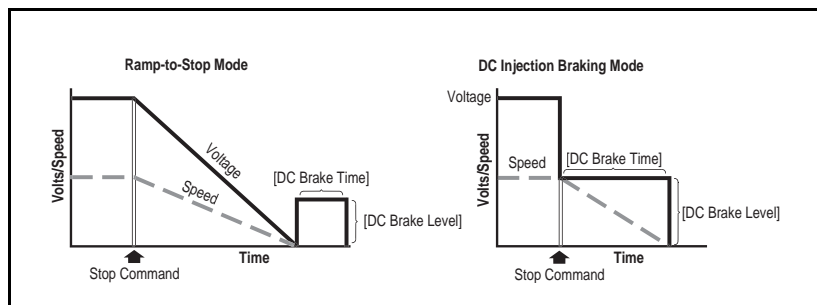 Ramp-to-Stop Mode
Volts/Speed
Voltage
Speed
[DC Brake Time]
[DC Brake Level]
Stop Command
Time
DC Injection Braking Mode
Voltage
Volts/Speed
Speed
[DC Brake Time]
[DC Brake Level]
Stop Command
Time